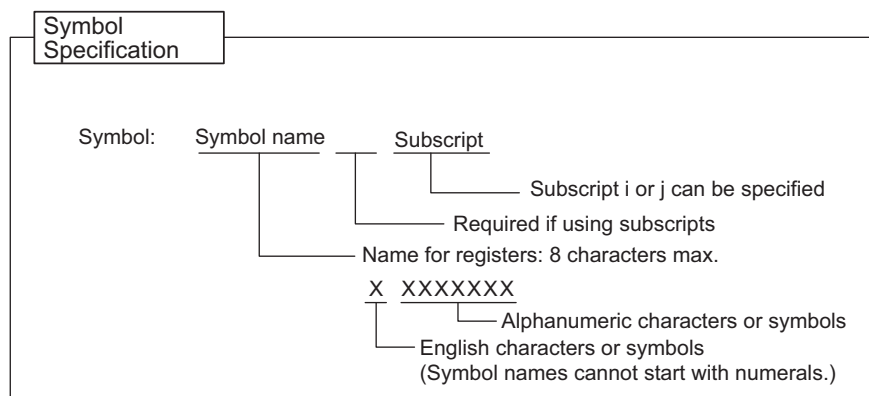 Symbol
Specification
Symbol: Symbol name Subscript
Subscript i or j can be specified
Required if using subscripts
Name for registers: 8 characters max.
X XXXXXXX
Alphanumeric characters or symbols
English characters or symbols
(Symbol names cannot start with numerals.)